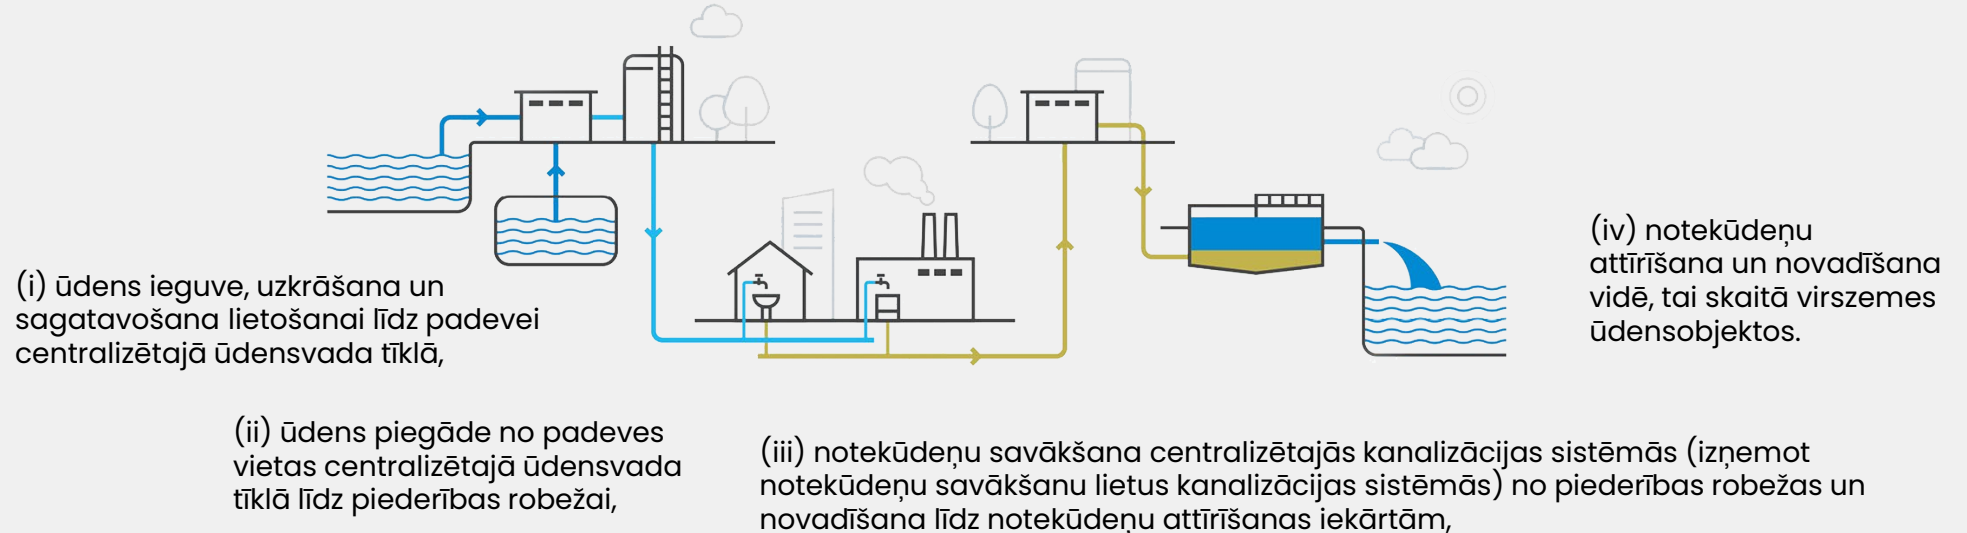 (i) ūdens ieguve, uzkrāšana un
sagatavošana lietošanai līdz padevei
centralizētajā ūdensvada tīklā,
(ii) ūdens piegāde no padeves
vietas centralizētajā ūdensvada
tīklā līdz piederības robežai,
(iii) notekūdeņu savākšana centralizētajās kanalizācijas sistēmās (izņemot
notekūdeņu savākšanu lietus kanalizācijas sistēmās) no piederības robežas un
novadīšana līdz notekūdeņu attīrīšanas iekārtām,
(iv) notekūdeņu
attīrīšana un novadīšana
vidē, tai skaitā virszemes
ūdensobjektos.